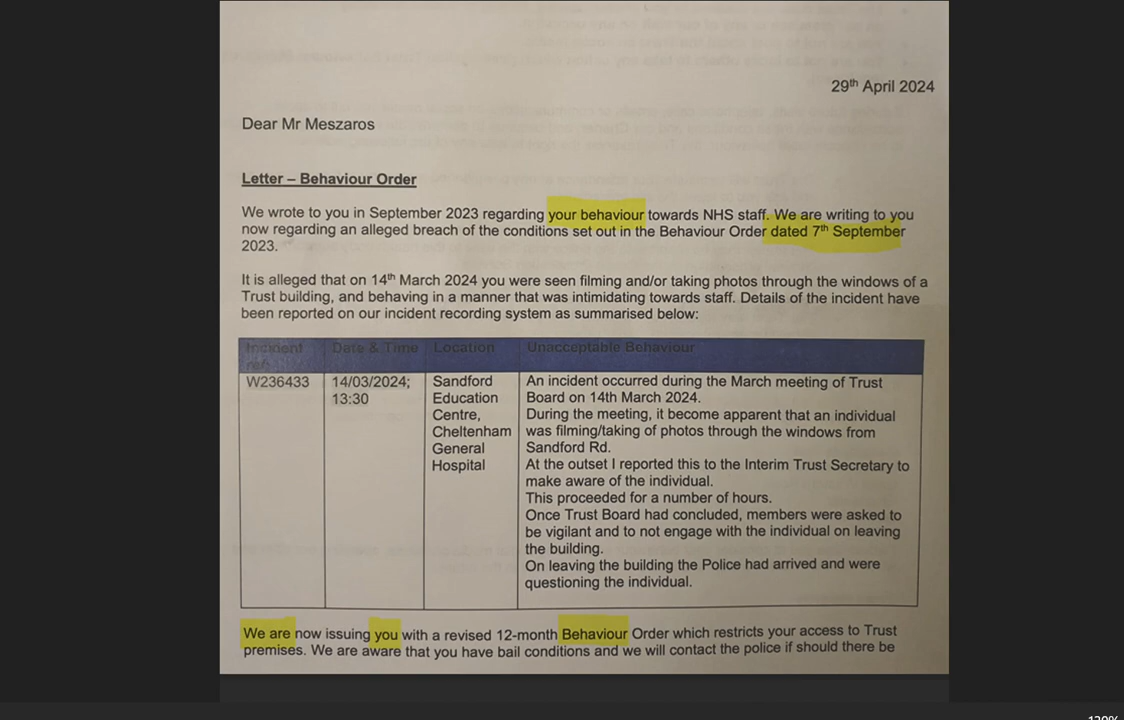 29th April 2024
Dear Mr Meszaros
Letter – Behaviour Order
We wrote to you in September 2023 regarding your behaviour towards NHS staff. We are writing to you
now regarding an alleged breach of the conditions set out in the Behaviour Order dated 7th September
2023.
It is alleged that on 14th March 2024 you were seen filming and/or taking photos through the windows of a
Trust building, and behaving in a manner that was intimidating towards staff. Details of the incident have
been reported on our incident recording system as summarised below:
Incident ref: Date & Time Location Unacceptable Behaviour
W236433
14/03/2024;
13:30
Sandford
Education
Centre,
Cheltenham
General
Hospital
An incident occurred during the March meeting of Trust
Board on 14th March 2024.
During the meeting, it become apparent that an individual
was filming/taking of photos through the windows from
Sandford Rd.
At the outset I reported this to the Interim Trust Secretary to
make aware of the individual.
This proceeded for a number of hours.
Once Trust Board had concluded, members were asked to
be vigilant and to not engage with the individual on leaving
the building.
On leaving the building the Police had arrived and were
questioning the individual.
We are now issuing you with a revised 12-month Behaviour Order which restricts your access to Trust
premises. We are aware that you have bail conditions and we will contact the police if should there be